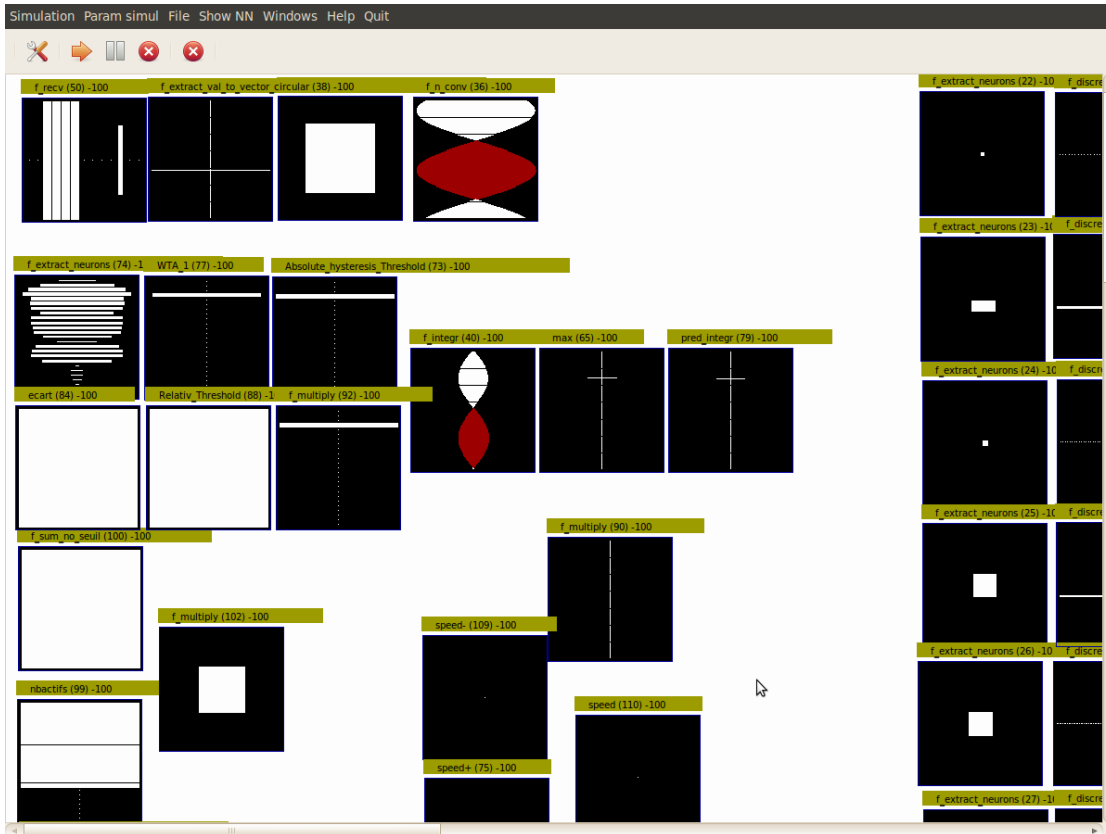 Simulation Param simul File Show NN Windows Help Quit
f_recv (50) -100
f_extract_val_to_vector_circular (38) -100
f_n_conv (36) -100
f_extract_neurons (22) -10
f_discre
f_extract_neurons (23) -10
f_discre
f_extract_neurons (74) -1
WTA_1 (77) -100
Absolute_hysteresis_Threshold (73) -100
f_integr (40) -100
max (65) -100
pred_integr (79) -100
f_extract_neurons (24) -10
f_discre
ecart (84) -100
Relativ_Threshold (88) -1
f_multiply (92) -100
f_extract_neurons (25) -10
f_discre
f_sum_no_seuil (100) -100
f_multiply (90) -100
f_multiply (102) -100
speed- (109) -100
f_extract_neurons (26) -10
f_discre
nbactifs (99) -100
speed (110) -100
speed+ (75) -100
f_extract_neurons (27) -1
f_discre